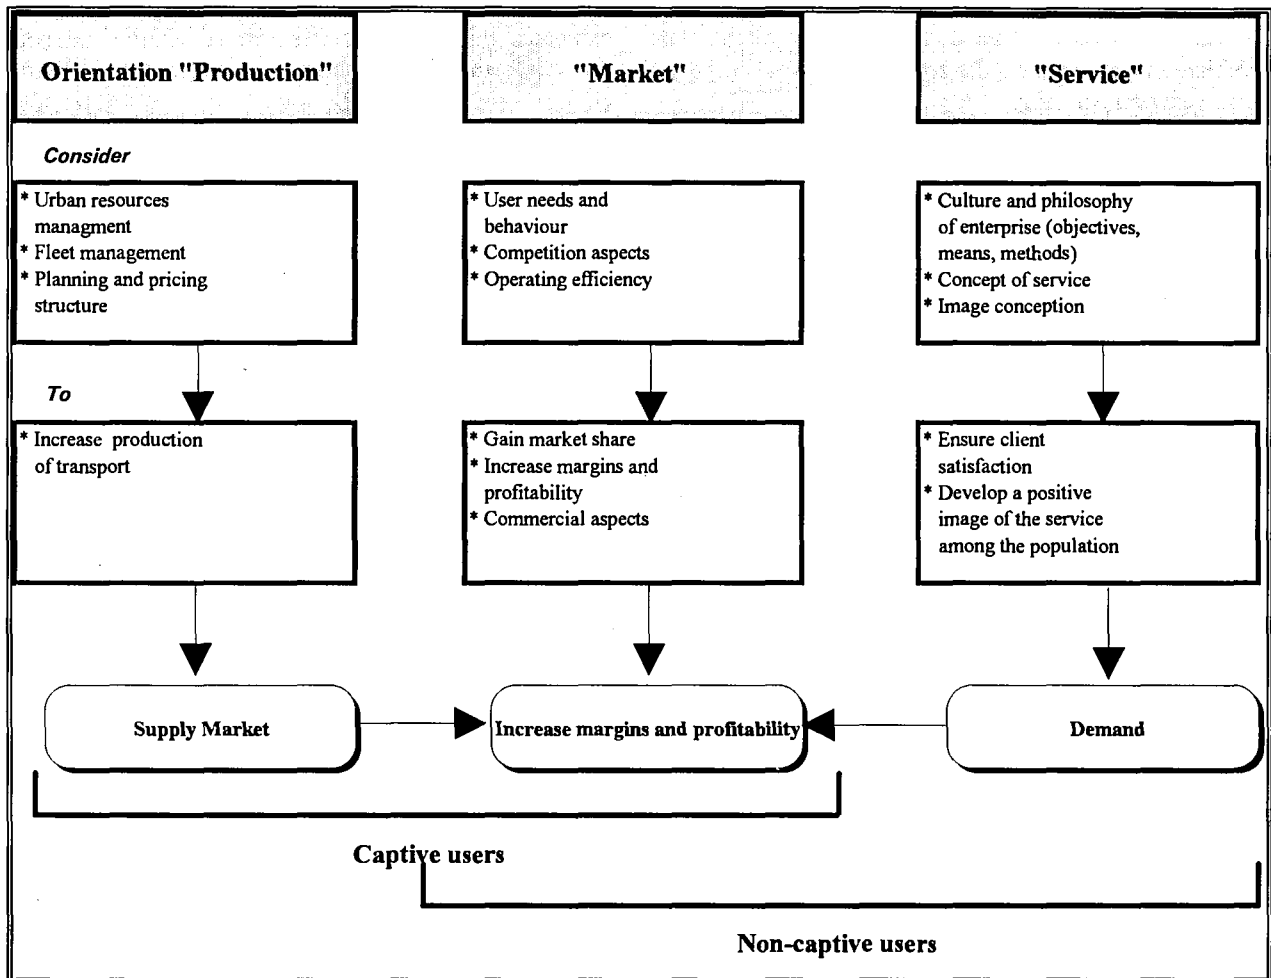 Orientation "Production"
"Market"
"Service"
Consider
* Urban resources
managment
* Fleet management
* Planning and pricing
structure
* User needs and
behaviour
* Competition aspects
* Operating efficiency
* Culture and philosophy
of enterprise (objectives,
means, methods)
* Concept of service
* Image conception
To
* Increase production
of transport
* Gain market share
* Increase margins and
profitability
* Commercial aspects
* Ensure client
satisfaction
* Develop a positive
image of the service
among the population
Supply Market
Increase margins and profitability
Demand
Captive users
Non-captive users